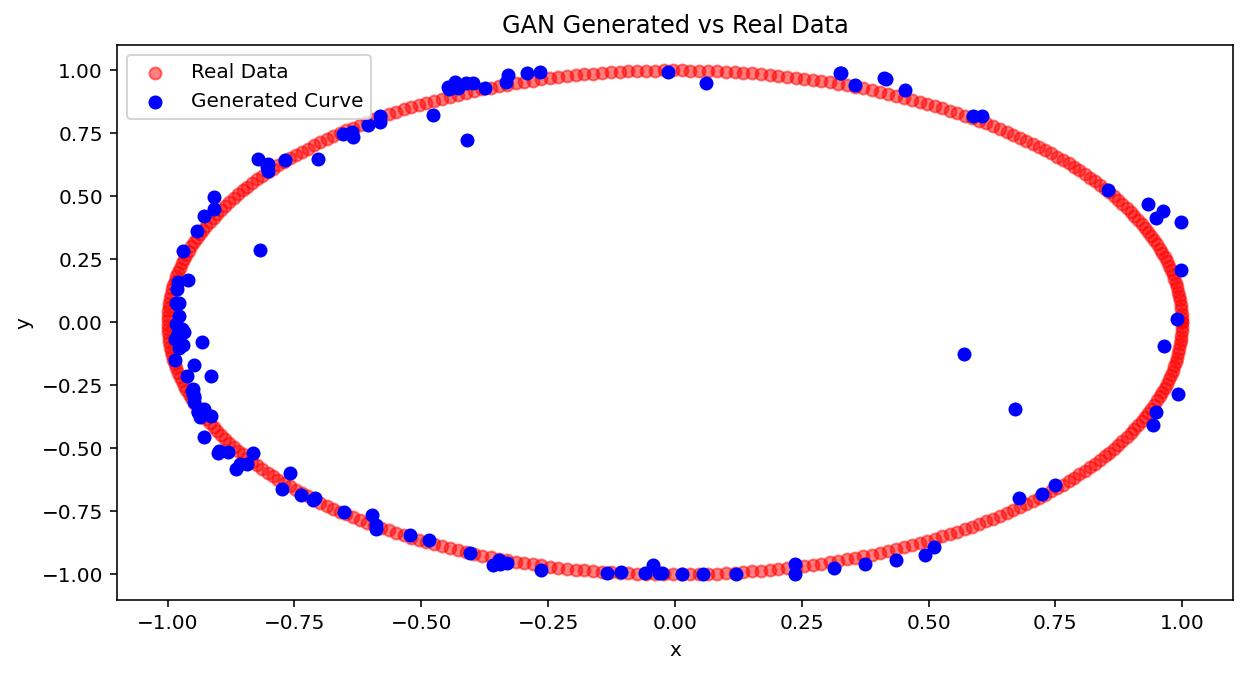 GAN Generated vs Real Data
Real Data
Generated Curve
1.00
0.75
0.50
0.25
0.00
−0.25
−0.50
−0.75
−1.00
y
−1.00 −0.75 −0.50 −0.25 0.00 0.25 0.50 0.75 1.00
x